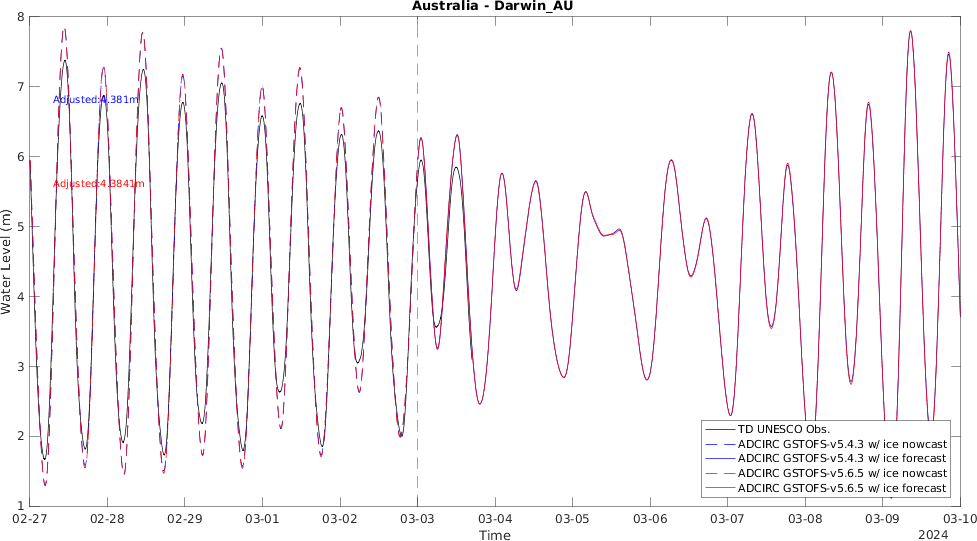 Australia - Darwin_AU
8
7
6
5
4
3
2
1
Water Level (m)
Adjusted:4.381m
Adjusted:4.3841m
TD UNESCO Obs.
ADCIRC GSTOFS-v5.4.3 w/ ice nowcast
ADCIRC GSTOFS-v5.4.3 w/ ice forecast
ADCIRC GSTOFS-v5.6.5 w/ ice nowcast
ADCIRC GSTOFS-v5.6.5 w/ ice forecast
02-27 02-28 02-29 03-01 03-02 03-03 03-04 03-05 03-06 03-07 03-08 03-09 03-10
Time
2024